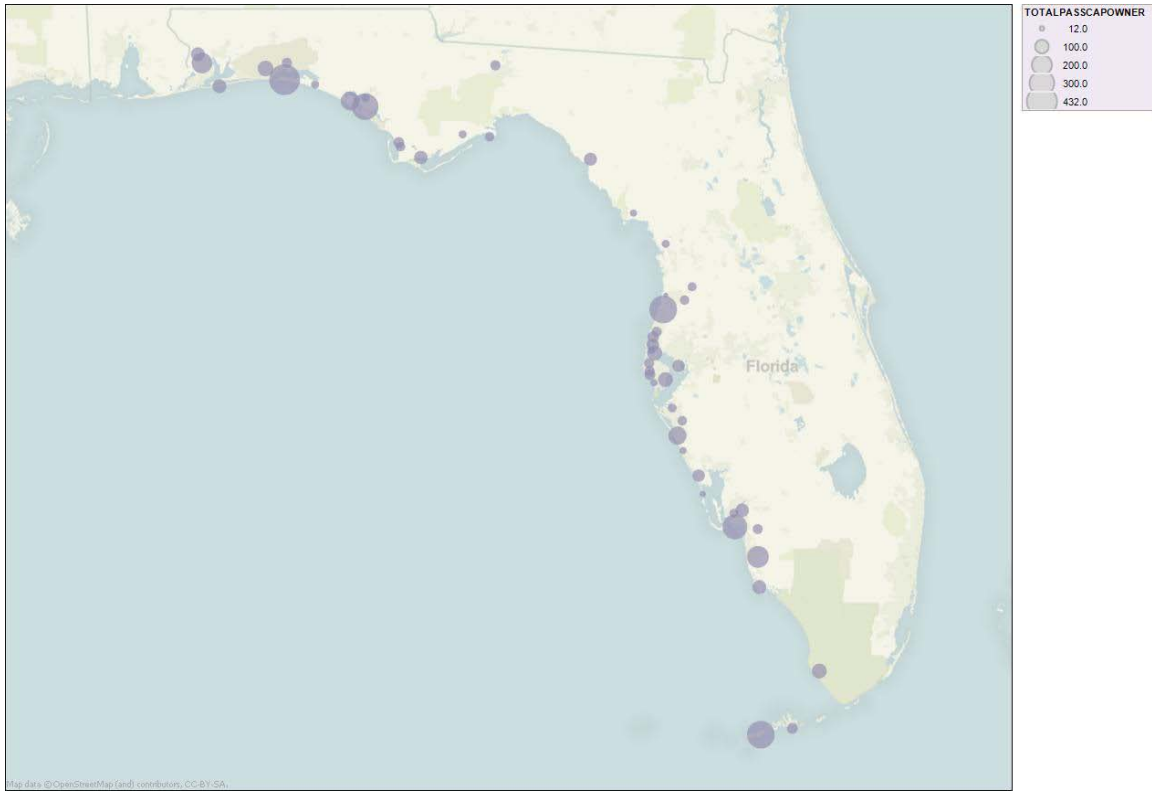 TOTALPASSCAPOWNER
12.0
100.0
200.0
300.0
432.0
Florida
Map data ©OpenStreetMap (and) contributors, CC-BY-SA.